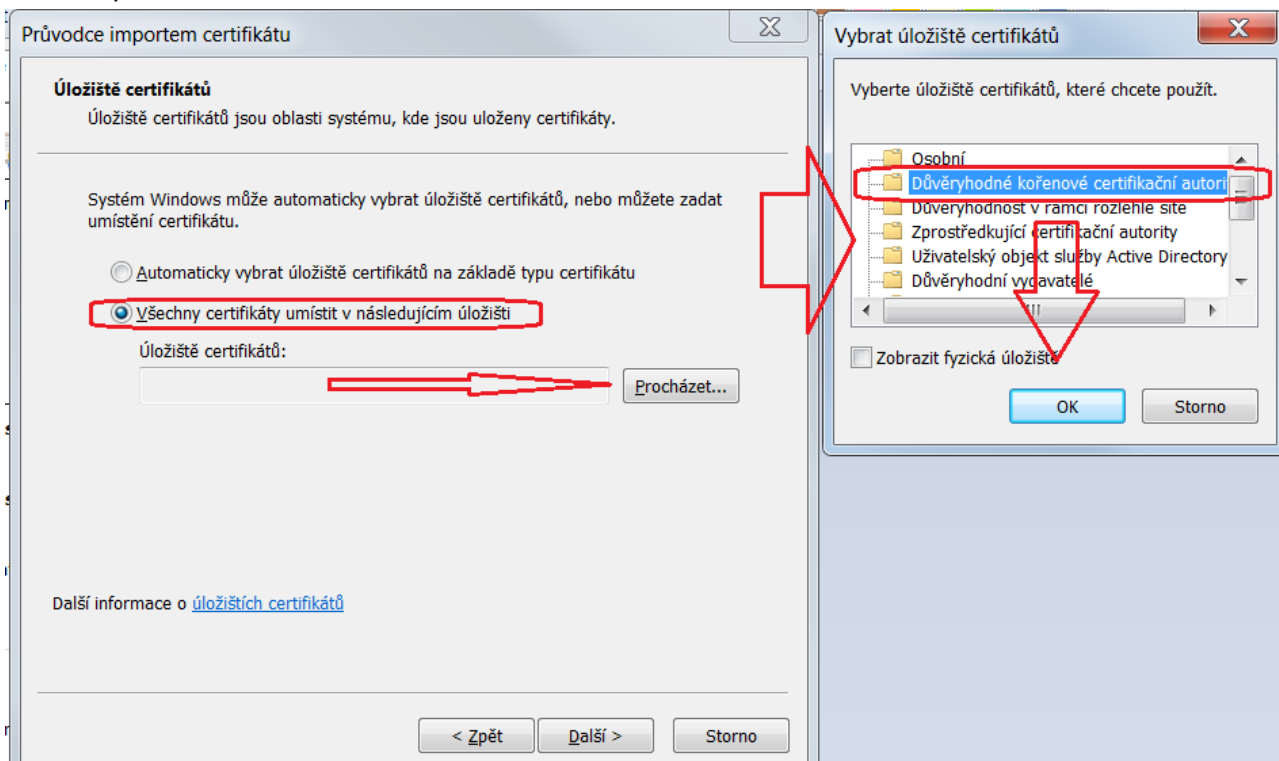 Průvodce importem certifikátu
Úložiště certifikátů
Úložiště certifikátů jsou oblasti systému, kde jsou uloženy certifikáty.
Systém Windows může automaticky vybrat úložiště certifikátů, nebo můžete zadat
umístění certifikátu.
Automaticky vybrat úložiště certifikátů na základě typu certifikátu
Všechny certifikáty umístit v následujícím úložišti
Úložiště certifikátů:
Procházet...
Další informace o úložištích certifikátů
< Zpět
Další >
Storno
Vybrat úložiště certifikátů
Vyberte úložiště certifikátů, které chcete použít.
Osobní
Důvěryhodné kořenové certifikační autori
Důvěryhodnost v rámci rozlehlé sítě
Zprostředkující certifikační autority
Uživatelský objekt služby Active Directory
Důvěryhodní vydavatelé
Zobrazit fyzická úložiště
OK
Storno